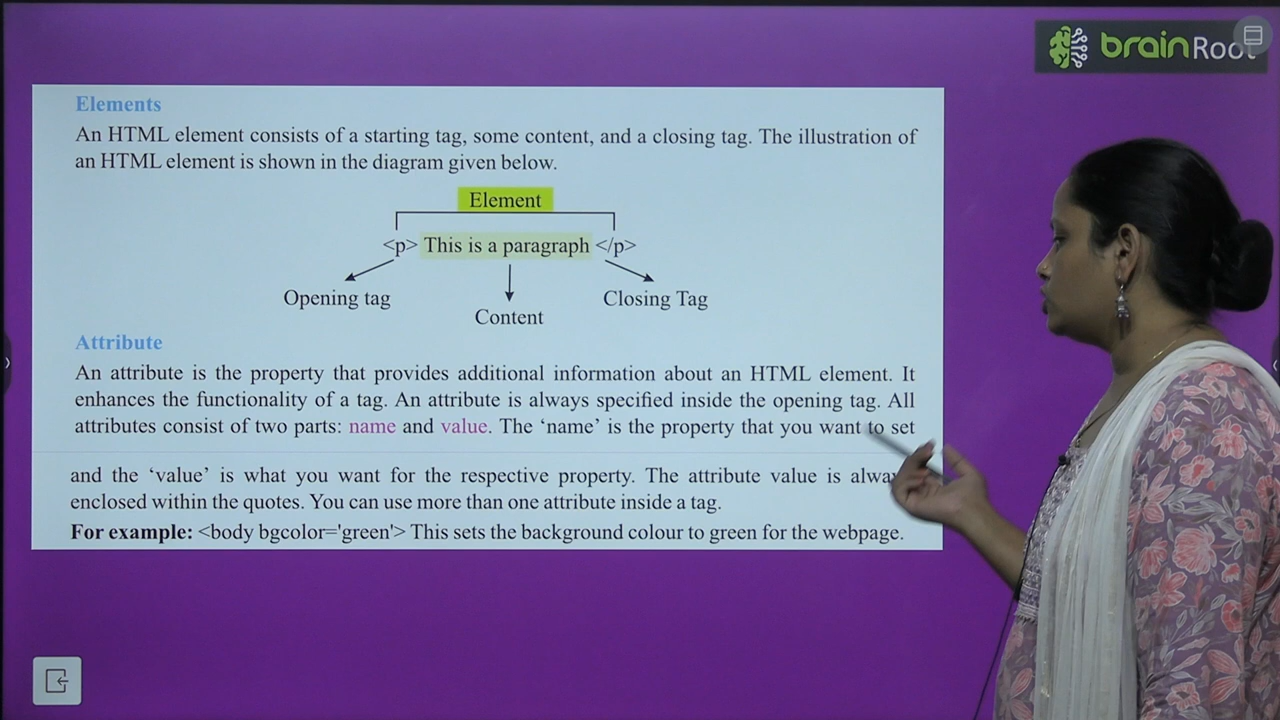 brainRoot
Elements
An HTML element consists of a starting tag, some content, and a closing tag. The illustration of
an HTML element is shown in the diagram given below.
Element
<p> This is a paragraph </p>
Opening tag
Content
Closing Tag
Attribute
An attribute is the property that provides additional information about an HTML element. It
enhances the functionality of a tag. An attribute is always specified inside the opening tag. All
attributes consist of two parts: name and value. The ‘name’ is the property that you want to set
and the ‘value’ is what you want for the respective property. The attribute value is alway
enclosed within the quotes. You can use more than one attribute inside a tag.
For example: <body bgcolor='green'> This sets the background colour to green for the webpage.